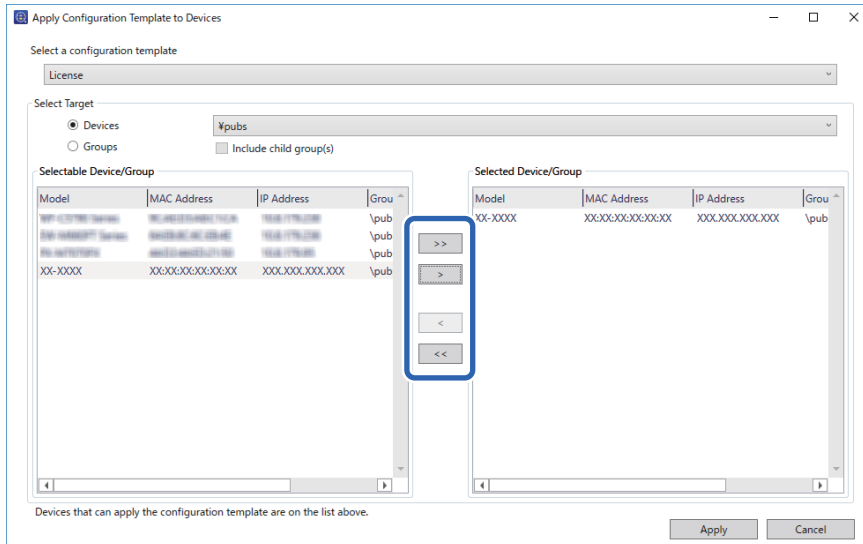 Apply Configuration Template to Devices
Select a configuration template
License
Select Target
Devices
¥pubs
Groups
Include child group(s)
Selectable Device/Group
Model MAC Address IP Address Grou
\pub
\pub
\pub
XX-XXXX XX:XX:XX:XX:XX:XX XXX.XXX.XXX.XXX \pub
>>
>
<
<<
Selected Device/Group
Model MAC Address IP Address Grou
XX-XXXX XX:XX:XX:XX:XX:XX XXX.XXX.XXX.XXX \pub
Devices that can apply the configuration template are on the list above.
Apply Cancel